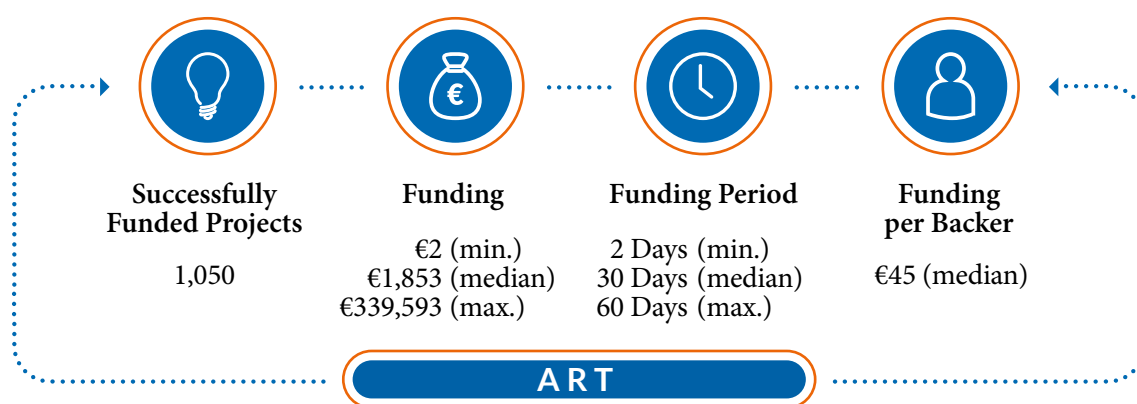 €
Successfully
Funded Projects
1,050
Funding
€2 (min.)
€1,853 (median)
€339,593 (max.)
Funding Period
2 Days (min.)
30 Days (median)
60 Days (max.)
Funding
per Backer
€45 (median)
ART